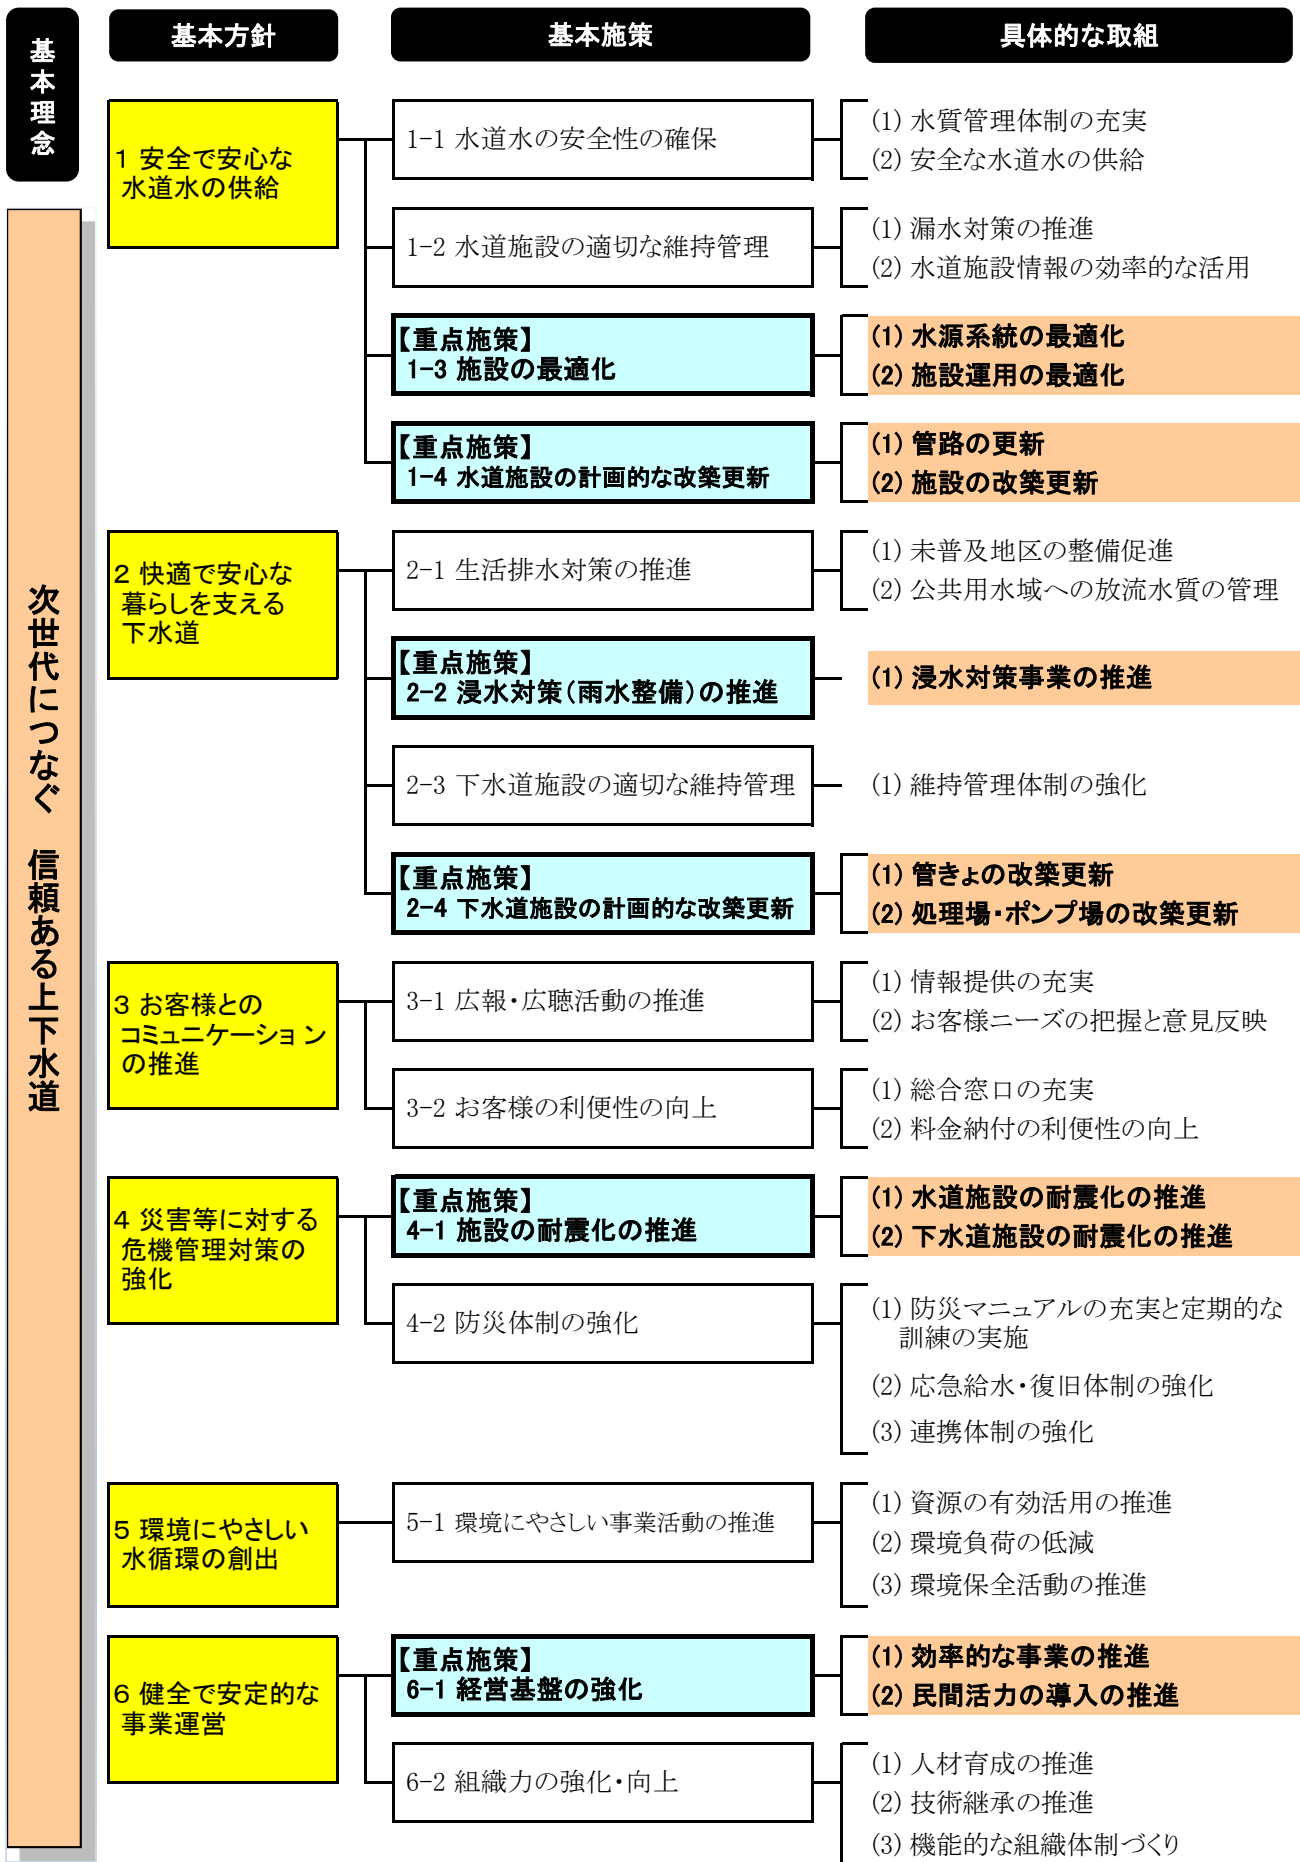 基本理念
基本方針
基本施策
具体的な取組
次世代につなぐ　信頼ある上下水道
1 安全で安心な
水道水の供給
1-1 水道水の安全性の確保
(1) 水質管理体制の充実
(2) 安全な水道水の供給
1-2 水道施設の適切な維持管理
(1) 漏水対策の推進
(2) 水道施設情報の効率的な活用
【重点施策】
1-3 施設の最適化
(1) 水源系統の最適化
(2) 施設運用の最適化
【重点施策】
1-4 水道施設の計画的な改築更新
(1) 管路の更新
(2) 施設の改築更新
2 快適で安心な
暮らしを支える
下水道
2-1 生活排水対策の推進
(1) 未普及地区の整備促進
(2) 公共用水域への放流水質の管理
【重点施策】
2-2 浸水対策(雨水整備)の推進
(1) 浸水対策事業の推進
2-3 下水道施設の適切な維持管理
(1) 維持管理体制の強化
【重点施策】
2-4 下水道施設の計画的な改築更新
(1) 管きょの改築更新
(2) 処理場・ポンプ場の改築更新
3 お客様との
コミュニケーション
の推進
3-1 広報・広聴活動の推進
(1) 情報提供の充実
(2) お客様ニーズの把握と意見反映
3-2 お客様の利便性の向上
(1) 総合窓口の充実
(2) 料金納付の利便性の向上
4 災害等に対する
危機管理対策の
強化
【重点施策】
4-1 施設の耐震化の推進
(1) 水道施設の耐震化の推進
(2) 下水道施設の耐震化の推進
4-2 防災体制の強化
(1) 防災マニュアルの充実と定期的な
訓練の実施
(2) 応急給水・復旧体制の強化
(3) 連携体制の強化
5 環境にやさしい
水循環の創出
5-1 環境にやさしい事業活動の推進
(1) 資源の有効活用の推進
(2) 環境負荷の低減
(3) 環境保全活動の推進
6 健全で安定的な
事業運営
【重点施策】
6-1 経営基盤の強化
(1) 効率的な事業の推進
(2) 民間活力の導入の推進
6-2 組織力の強化・向上
(1) 人材育成の推進
(2) 技術継承の推進
(3) 機能的な組織体制づくり